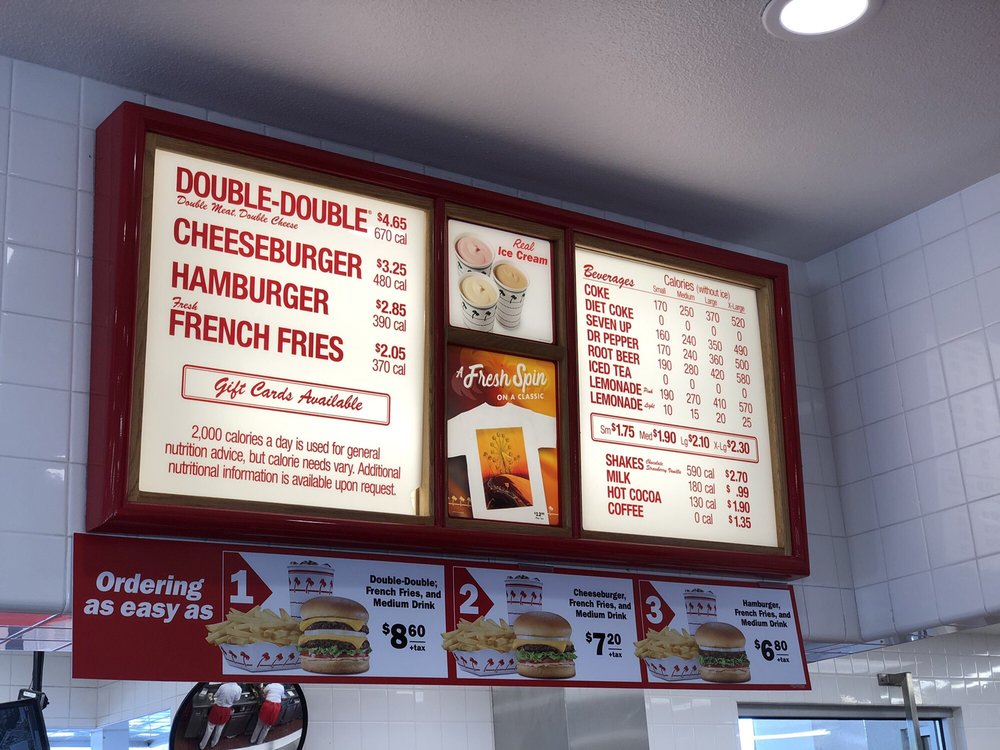 DOUBLE-DOUBLE® $4.65
Double Meat, Double Cheese 670 cal
CHEESEBURGER $3.25
480 cal
HAMBURGER $2.85
390 cal
Fresh
FRENCH FRIES $2.05
370 cal
Gift Cards Available
2,000 calories a day is used for general
nutrition advice, but calorie needs vary. Additional
nutritional information is available upon request.
Real
Ice Cream
A Fresh Spin
ON A CLASSIC
Beverages Calories (without ice)
Small Medium Large X-Large
COKE 170 250 370 520
DIET COKE 0 0 0 0
SEVEN UP 160 240 350 490
DR PEPPER 170 240 360 500
ROOT BEER 190 280 420 580
ICED TEA 0 0 0 0
LEMONADE Pink 190 270 410 570
LEMONADE Light 10 15 20 25
Sm $1.75 Med $1.90 Lg $2.10 X-Lg $2.30
SHAKES Chocolate Strawberry Vanilla 590 cal $2.70
MILK 180 cal $ .99
HOT COCOA 130 cal $1.90
COFFEE 0 cal $1.35
Ordering
as easy as
1
Double-Double,
French Fries, and
Medium Drink
$8.60
+tax
2
Cheeseburger,
French Fries, and
Medium Drink
$7.20
+tax
3
Hamburger,
French Fries, and
Medium Drink
$6.80
+tax